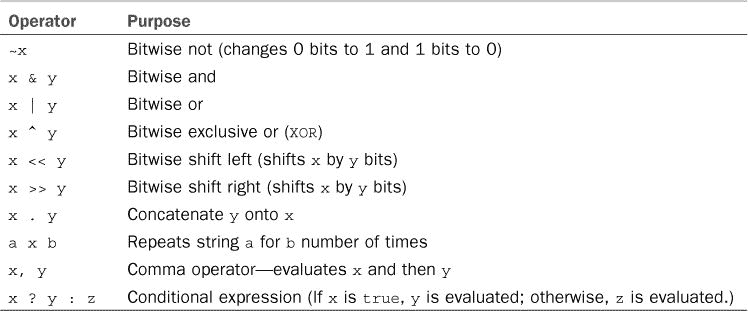 Operator Purpose
~x Bitwise not (changes 0 bits to 1 and 1 bits to 0)
x & y Bitwise and
x | y Bitwise or
x ^ y Bitwise exclusive or (XOR)
x << y Bitwise shift left (shifts x by y bits)
x >> y Bitwise shift right (shifts x by y bits)
x . y Concatenate y onto x
a x b Repeats string a for b number of times
x, y Comma operator—evaluates x and then y
x ? y : z Conditional expression (If x is true, y is evaluated; otherwise, z is evaluated.)